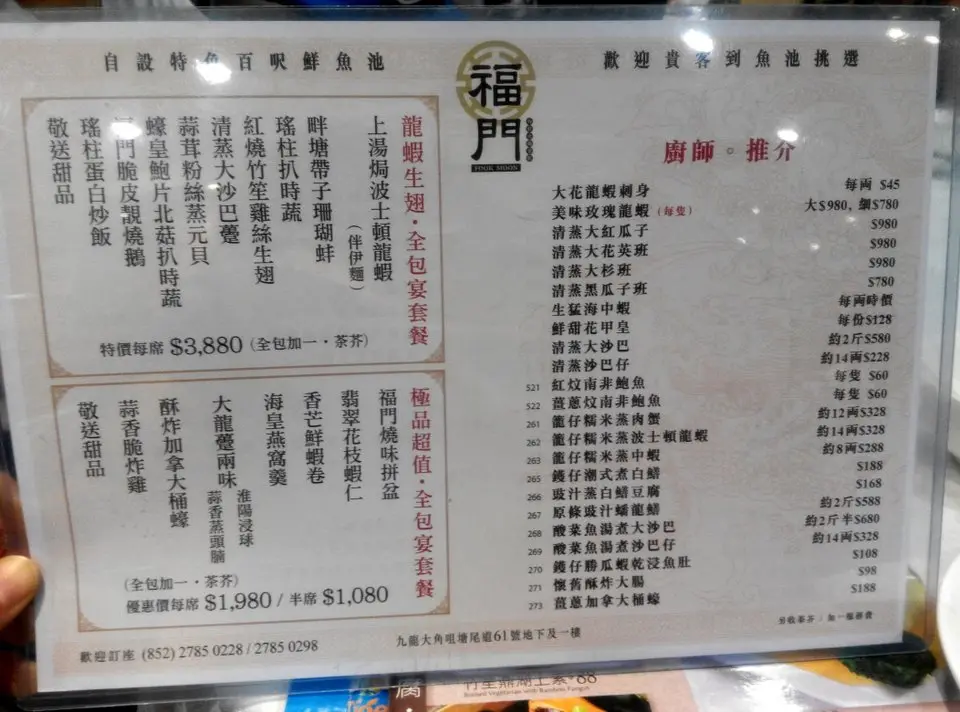 自設特色百呎鮮魚池
福門
FOOK MOON
歡迎貴客到魚池挑選
龍蝦生翅·全包宴套餐
上湯焗波士頓龍蝦
(伴伊麵)
畔塘帶子珊瑚蚌
瑤柱扒時蔬
紅燒竹笙雞絲生翅
清蒸大沙巴躉
蒜茸粉絲蒸元貝
蠔皇鮑片北菇扒時蔬
福門脆皮靚燒鵝
瑤柱蛋白炒飯
敬送甜品
特價每席 $3,880 (全包加一·茶芥)
極品超值·全包宴套餐
福門燒味拼盆
翡翠花枝蝦仁
香芒鮮蝦卷
海皇燕窩羹
大龍躉兩味
淮陽浸球
蒜香蒸頭腩
酥炸加拿大桶蠔
蒜香脆炸雞
敬送甜品
(全包加一·茶芥)
優惠價每席 $1,980 / 半席 $1,080
廚師。推介
大花龍蝦刺身 每両 $45
美味玫瑰龍蝦 (每隻) 大$980, 細$780
清蒸大紅瓜子 $980
清蒸大花英班 $980
清蒸大杉班 $980
清蒸黑瓜子班 $780
生猛海中蝦 每両時價
鮮甜花甲皇 每份$128
清蒸大沙巴 約2斤$580
清蒸沙巴仔 約14両$228
521 紅炆南非鮑魚 每隻 $60
522 薑蔥炆南非鮑魚 每隻 $60
261 籠仔糯米蒸肉蟹 約12両$328
262 籠仔糯米蒸波士頓龍蝦 約14両$328
263 籠仔糯米蒸中蝦 約8両$288
265 鑊仔潮式煮白鱔 $188
266 豉汁蒸白鱔豆腐 $168
267 原條豉汁蟠龍鱔 約2斤$588
268 酸菜魚湯煮大沙巴 約2斤半$680
269 酸菜魚湯煮沙巴仔 約14両$328
270 鑊仔勝瓜蝦乾浸魚肚 $108
271 懷舊酥炸大腸 $98
273 薑蔥加拿大桶蠔 $188
另收茶芥 / 加一服務費
歡迎訂座 (852) 2785 0228 / 2785 0298
九龍大角咀塘尾道61號地下及一樓
腐
竹笙鼎湖上素 $88
Braised Vegetarian with Bamboo Fungus